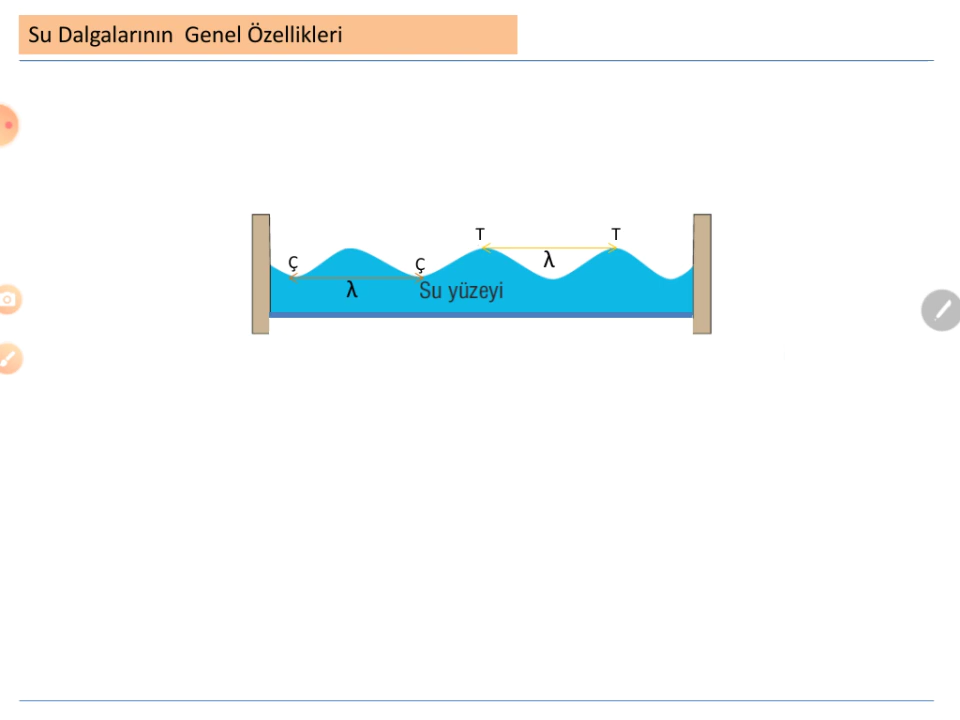 Su Dalgalarının Genel Özellikleri
T T
Ç Ç λ
λ Su yüzeyi